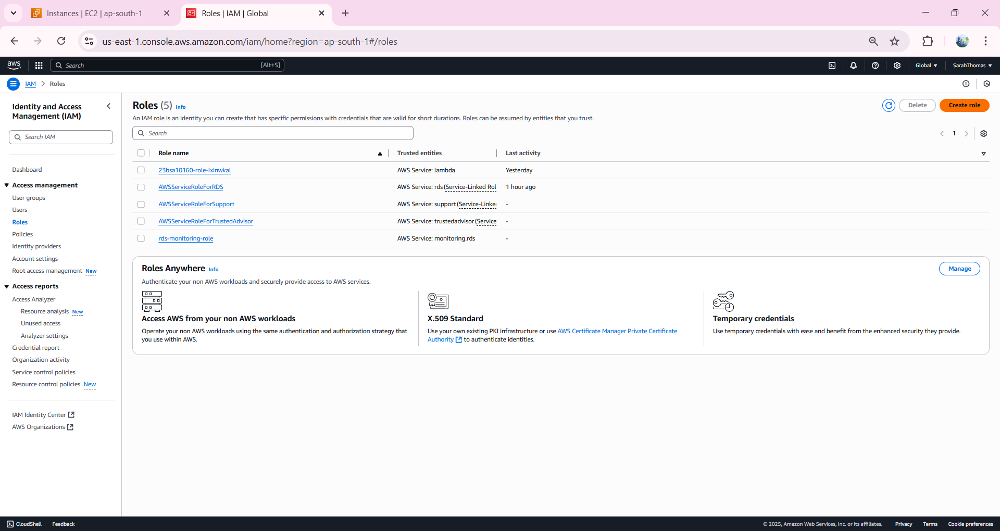 Instances | EC2 | ap-south-1
Roles | IAM | Global
us-east-1.console.aws.amazon.com/iam/home?region=ap-south-1#/roles
aws
Search
[Alt+S]
Global
SarahThomas
IAM
Roles
Identity and Access
Management (IAM)
Search IAM
Dashboard
Access management
User groups
Users
Roles
Policies
Identity providers
Account settings
Root access management New
Access reports
Access Analyzer
Resource analysis New
Unused access
Analyzer settings
Credential report
Organization activity
Service control policies
Resource control policies New
IAM Identity Center
AWS Organizations
Roles (5) Info
Delete
Create role
An IAM role is an identity you can create that has specific permissions with credentials that are valid for short durations. Roles can be assumed by entities that you trust.
Search
1
Role name Trusted entities Last activity
23bsa10160-role-lxinwkal AWS Service: lambda Yesterday
AWSServiceRoleForRDS AWS Service: rds (Service-Linked Rol 1 hour ago
AWSServiceRoleForSupport AWS Service: support (Service-Linke -
AWSServiceRoleForTrustedAdvisor AWS Service: trustedadvisor (Service -
rds-monitoring-role AWS Service: monitoring.rds -
Roles Anywhere Info
Manage
Authenticate your non AWS workloads and securely provide access to AWS services.
Access AWS from your non AWS workloads
Operate your non AWS workloads using the same authentication and authorization strategy that
you use within AWS.
X.509 Standard
Use your own existing PKI infrastructure or use AWS Certificate Manager Private Certificate
Authority to authenticate identities.
Temporary credentials
Use temporary credentials with ease and benefit from the enhanced security they provide.
CloudShell
Feedback
© 2025, Amazon Web Services, Inc. or its affiliates.
Privacy
Terms
Cookie preferences